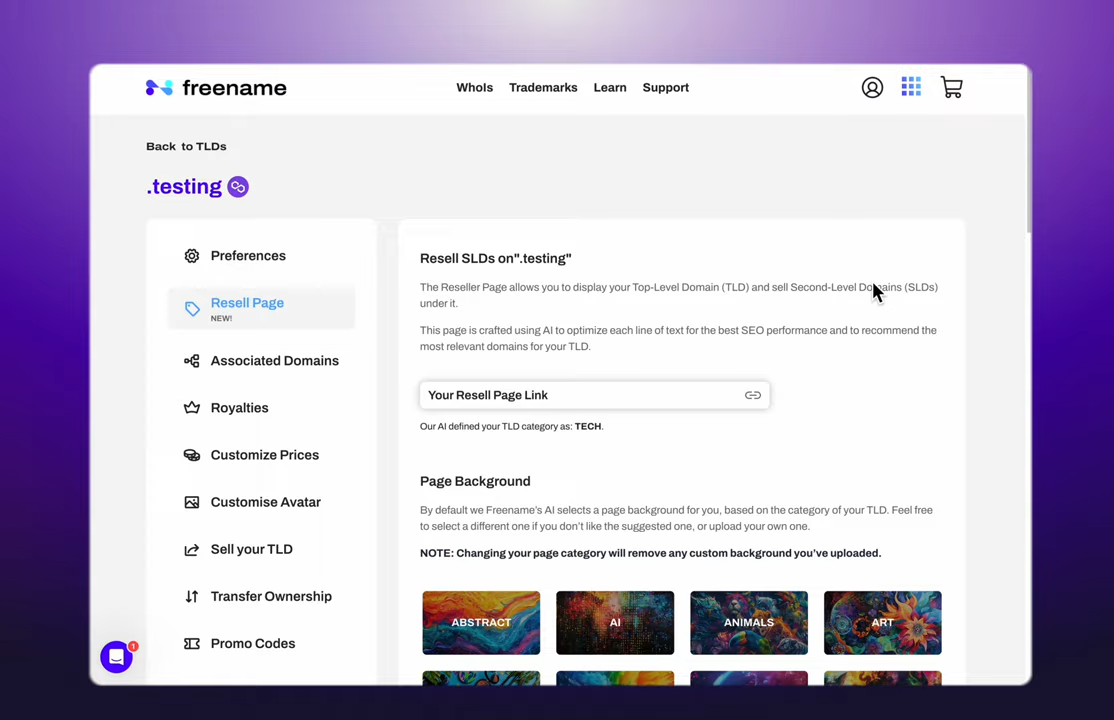 freename
WhoIs Trademarks Learn Support
Back to TLDs
.testing
Preferences
Resell Page
NEW!
Associated Domains
Royalties
Customize Prices
Customise Avatar
Sell your TLD
Transfer Ownership
Promo Codes
1
Resell SLDs on".testing"
The Reseller Page allows you to display your Top-Level Domain (TLD) and sell Second-Level Domains (SLDs)
under it.
This page is crafted using AI to optimize each line of text for the best SEO performance and to recommend the
most relevant domains for your TLD.
Your Resell Page Link
Our AI defined your TLD category as: TECH.
Page Background
By default we Freename's AI selects a page background for you, based on the category of your TLD. Feel free
to select a different one if you don't like the suggested one, or upload your own one.
NOTE: Changing your page category will remove any custom background you've uploaded.
ABSTRACT AI ANIMALS ART